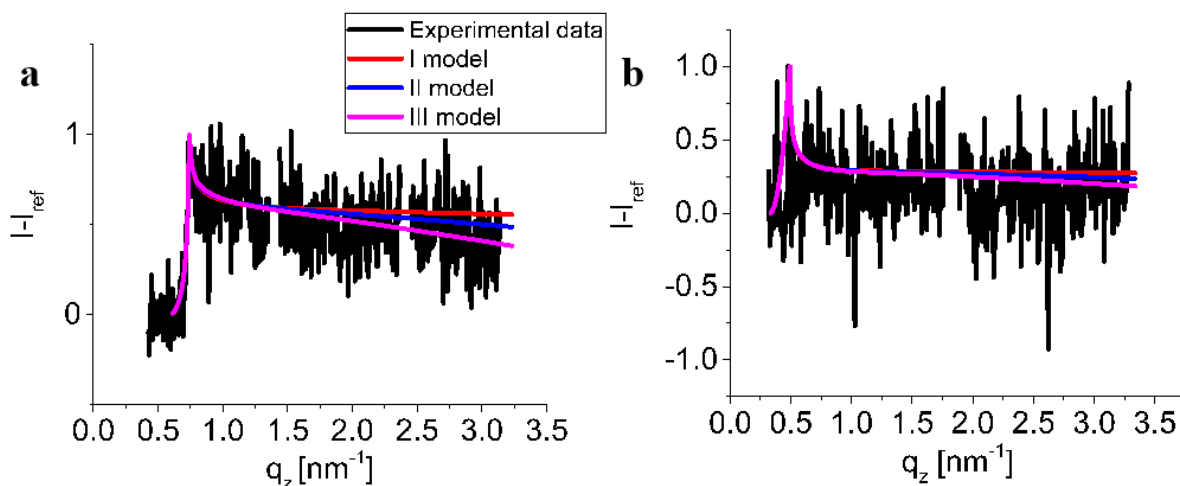 a
Experimental data
I model
II model
III model
1
0
I-I_ref
0.0 0.5 1.0 1.5 2.0 2.5 3.0 3.5
q_z [nm⁻¹]
b
1.0
0.5
0.0
-0.5
-1.0
I-I_ref
0.0 0.5 1.0 1.5 2.0 2.5 3.0 3.5
q_z [nm⁻¹]